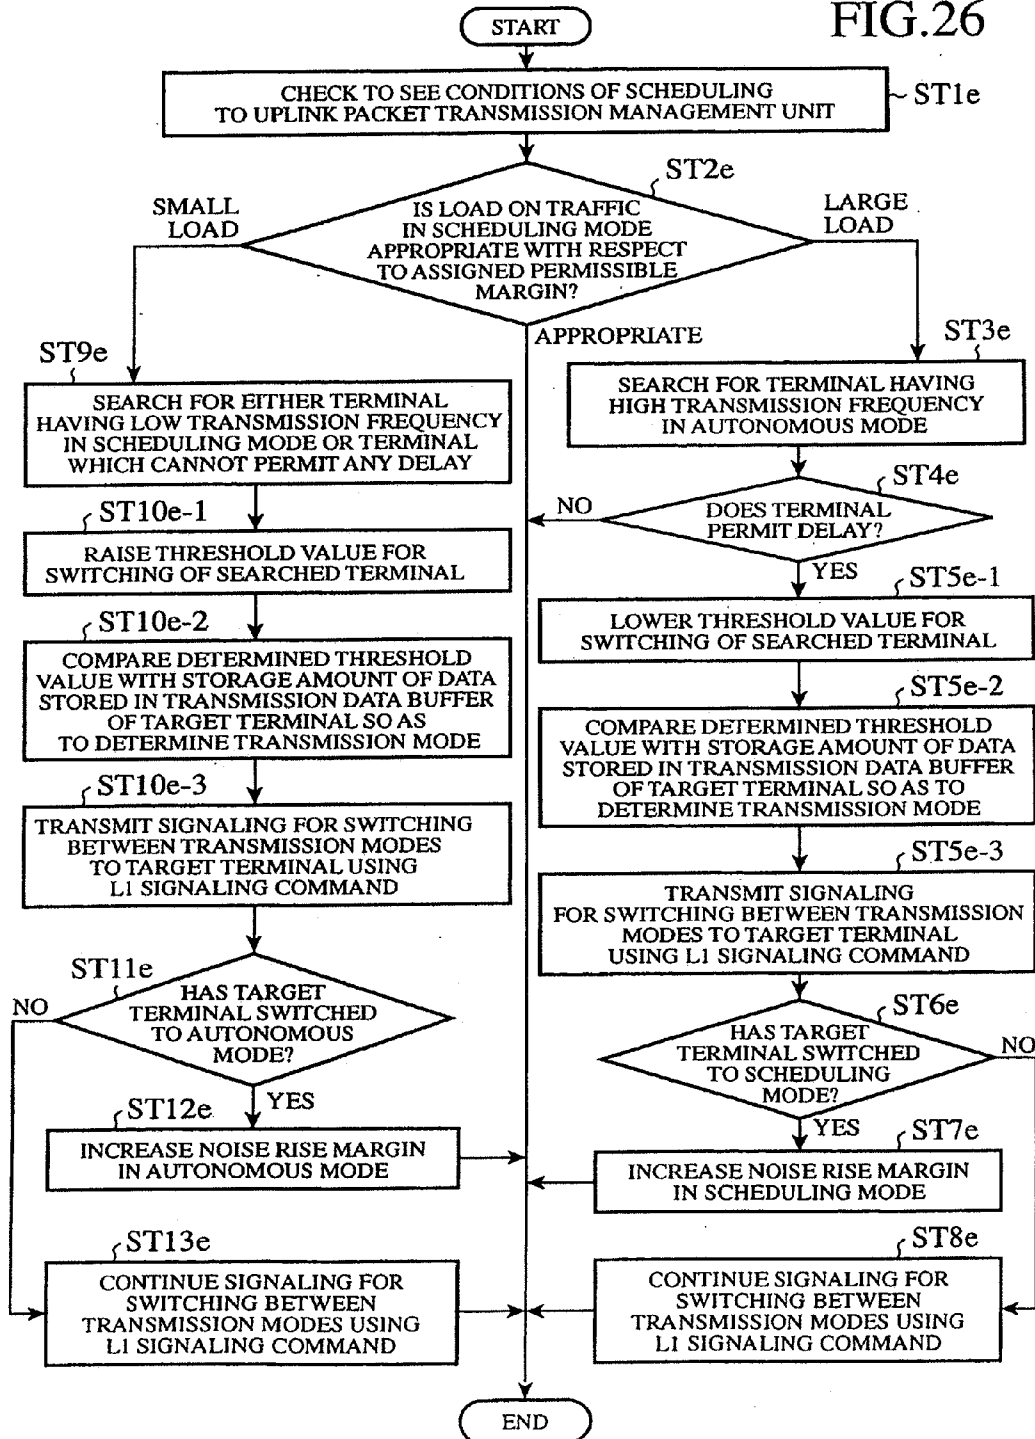 FIG.26
START
CHECK TO SEE CONDITIONS OF SCHEDULING
TO UPLINK PACKET TRANSMISSION MANAGEMENT UNIT
ST1e
ST2e
IS LOAD ON TRAFFIC
IN SCHEDULING MODE
APPROPRIATE WITH RESPECT
TO ASSIGNED PERMISSIBLE
MARGIN?
SMALL
LOAD
LARGE
LOAD
APPROPRIATE
ST9e
SEARCH FOR EITHER TERMINAL
HAVING LOW TRANSMISSION FREQUENCY
IN SCHEDULING MODE OR TERMINAL
WHICH CANNOT PERMIT ANY DELAY
ST10e-1
RAISE THRESHOLD VALUE FOR
SWITCHING OF SEARCHED TERMINAL
ST10e-2
COMPARE DETERMINED THRESHOLD
VALUE WITH STORAGE AMOUNT OF DATA
STORED IN TRANSMISSION DATA BUFFER
OF TARGET TERMINAL SO AS
TO DETERMINE TRANSMISSION MODE
ST10e-3
TRANSMIT SIGNALING FOR SWITCHING
BETWEEN TRANSMISSION MODES
TO TARGET TERMINAL USING
L1 SIGNALING COMMAND
ST11e
NO
HAS TARGET
TERMINAL SWITCHED
TO AUTONOMOUS
MODE?
YES
ST12e
INCREASE NOISE RISE MARGIN
IN AUTONOMOUS MODE
ST13e
CONTINUE SIGNALING FOR
SWITCHING BETWEEN
TRANSMISSION MODES USING
L1 SIGNALING COMMAND
ST3e
SEARCH FOR TERMINAL HAVING
HIGH TRANSMISSION FREQUENCY
IN AUTONOMOUS MODE
ST4e
NO
DOES TERMINAL
PERMIT DELAY?
YES
ST5e-1
LOWER THRESHOLD VALUE FOR
SWITCHING OF SEARCHED TERMINAL
ST5e-2
COMPARE DETERMINED THRESHOLD
VALUE WITH STORAGE AMOUNT OF DATA
STORED IN TRANSMISSION DATA BUFFER
OF TARGET TERMINAL SO AS TO
DETERMINE TRANSMISSION MODE
ST5e-3
TRANSMIT SIGNALING
FOR SWITCHING BETWEEN TRANSMISSION
MODES TO TARGET TERMINAL
USING L1 SIGNALING COMMAND
ST6e
HAS TARGET
TERMINAL SWITCHED
TO SCHEDULING
MODE?
NO
YES
ST7e
INCREASE NOISE RISE MARGIN
IN SCHEDULING MODE
ST8e
CONTINUE SIGNALING FOR
SWITCHING BETWEEN
TRANSMISSION MODES USING
L1 SIGNALING COMMAND
END